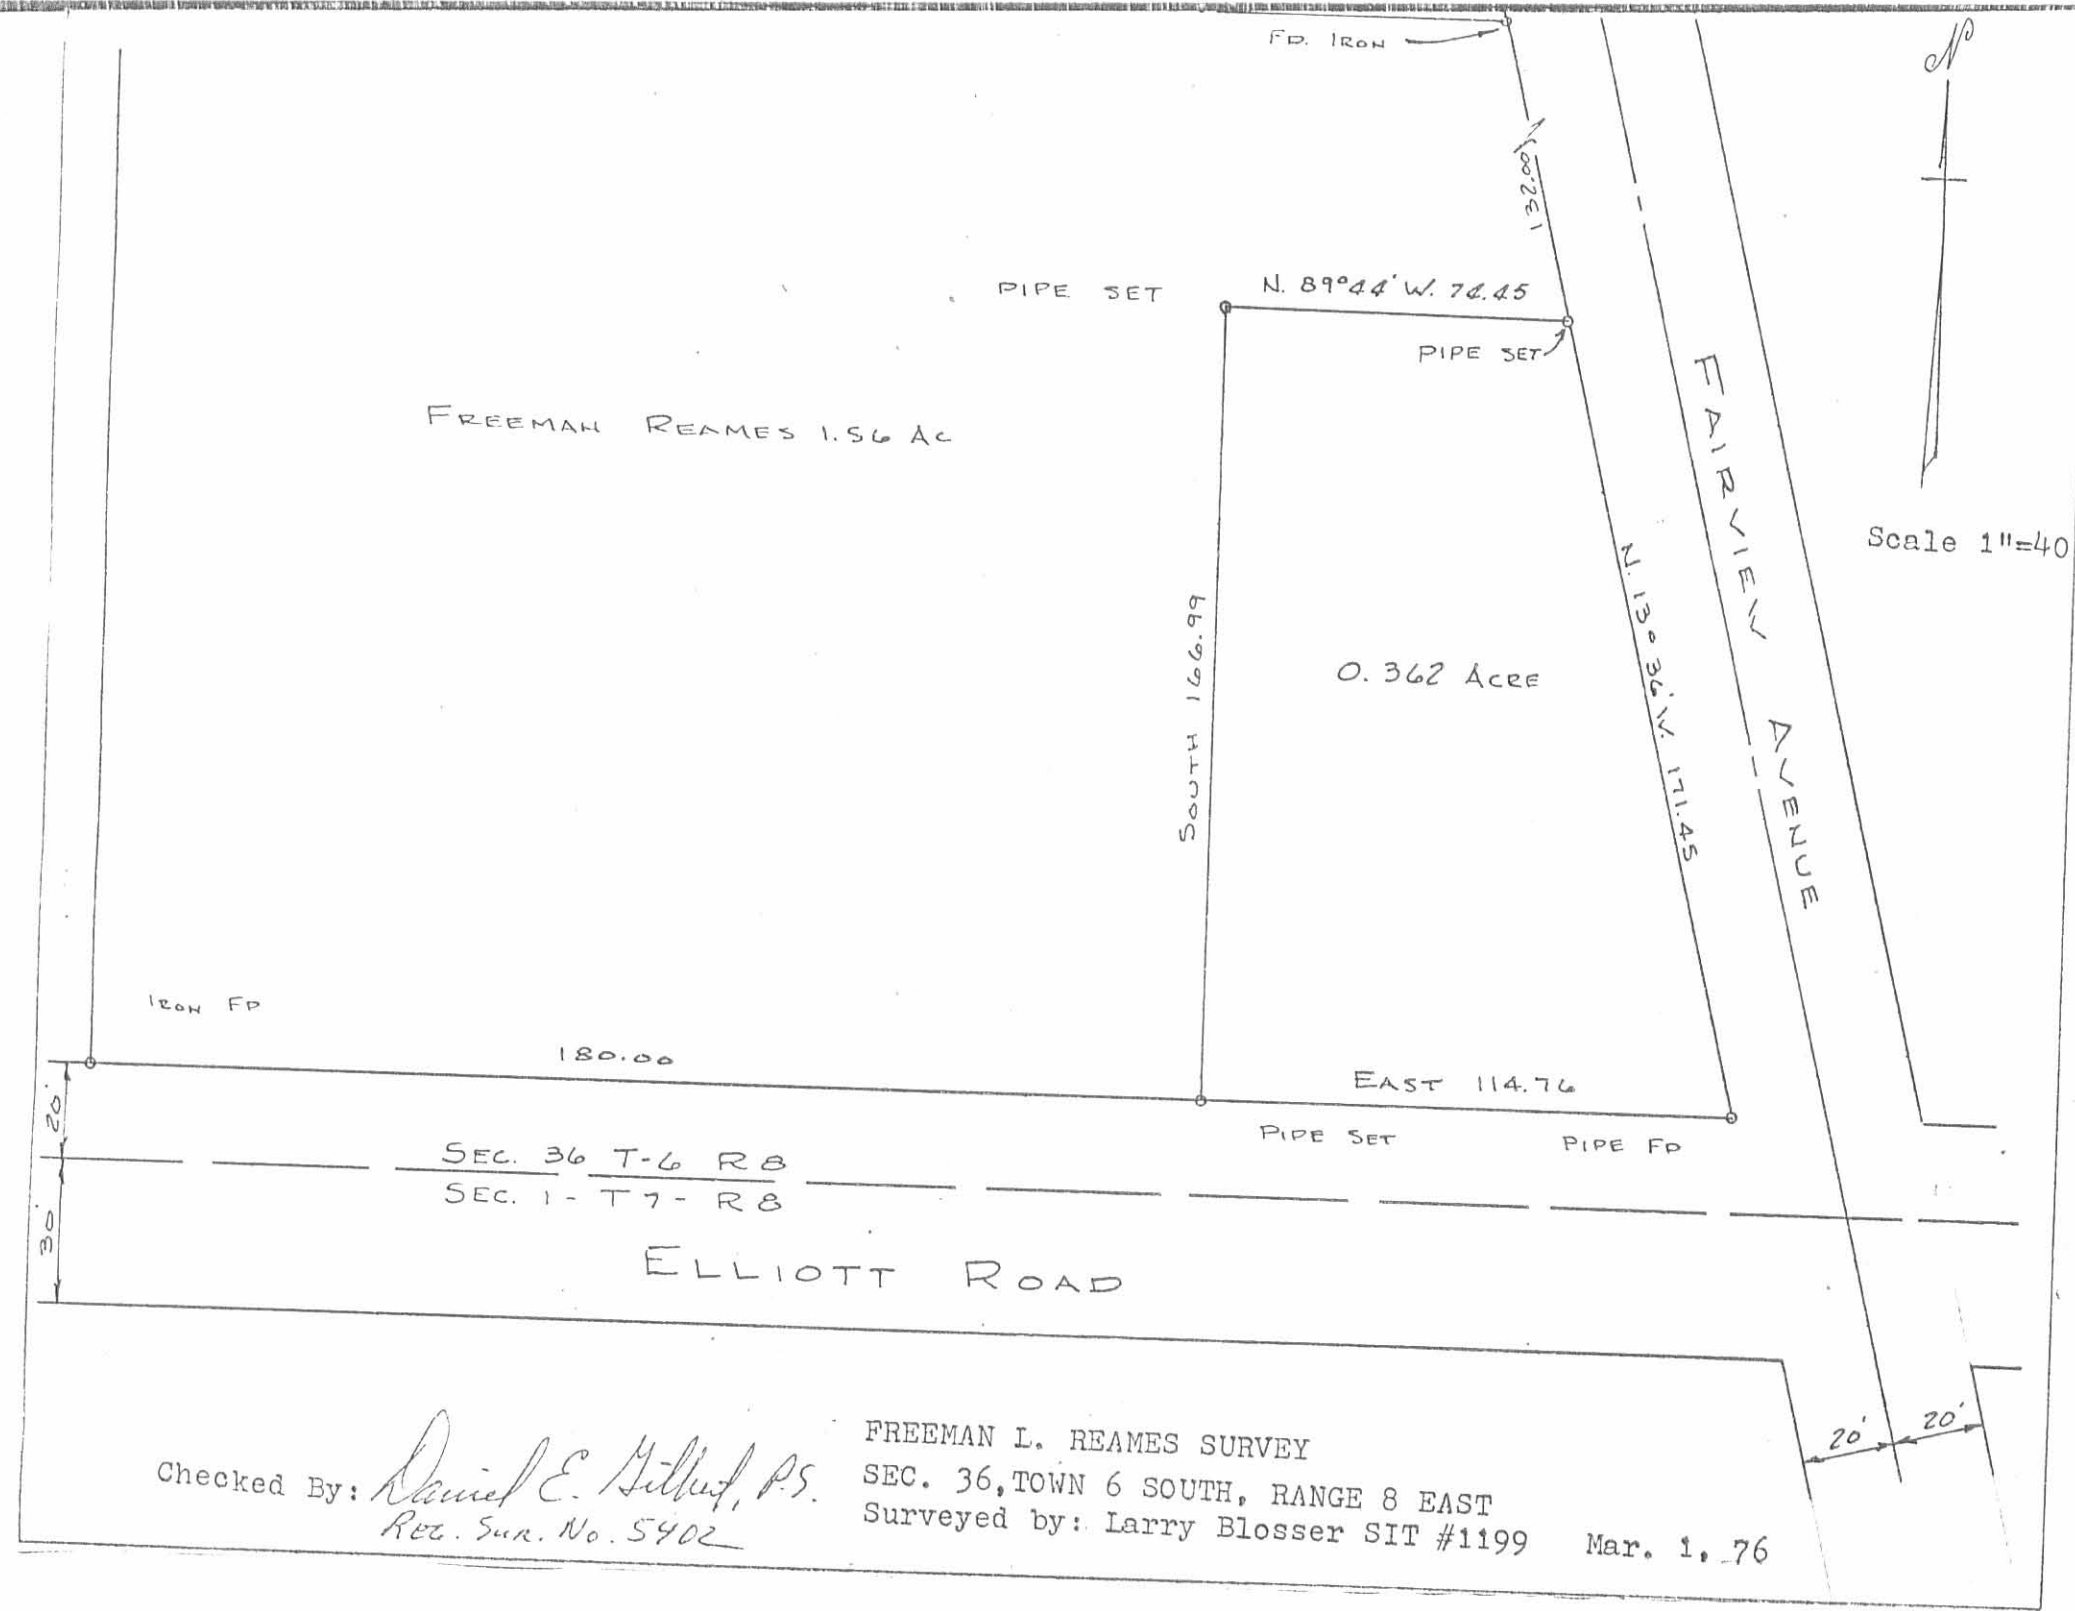 FD. IRON
N
132.00
PIPE SET
N. 89°44' W. 74.45
PIPE SET
FREEMAN REAMES 1.56 AC
FAIRVIEW AVENUE
Scale 1"=40
N. 13° 36' W. 171.45
SOUTH 166.99
0.362 ACRE
IRON FD
180.00
EAST 114.76
20'
PIPE SET
PIPE FD
SEC. 36 T-6 R8
SEC. 1 - T7 - R8
30'
ELLIOTT ROAD
20'
20'
Checked By: Daniel E. Gilbert, P.S.
REG. SUR. No. 5402
FREEMAN L. REAMES SURVEY
SEC. 36, TOWN 6 SOUTH, RANGE 8 EAST
Surveyed by: Larry Blosser SIT #1199 Mar. 1, 76